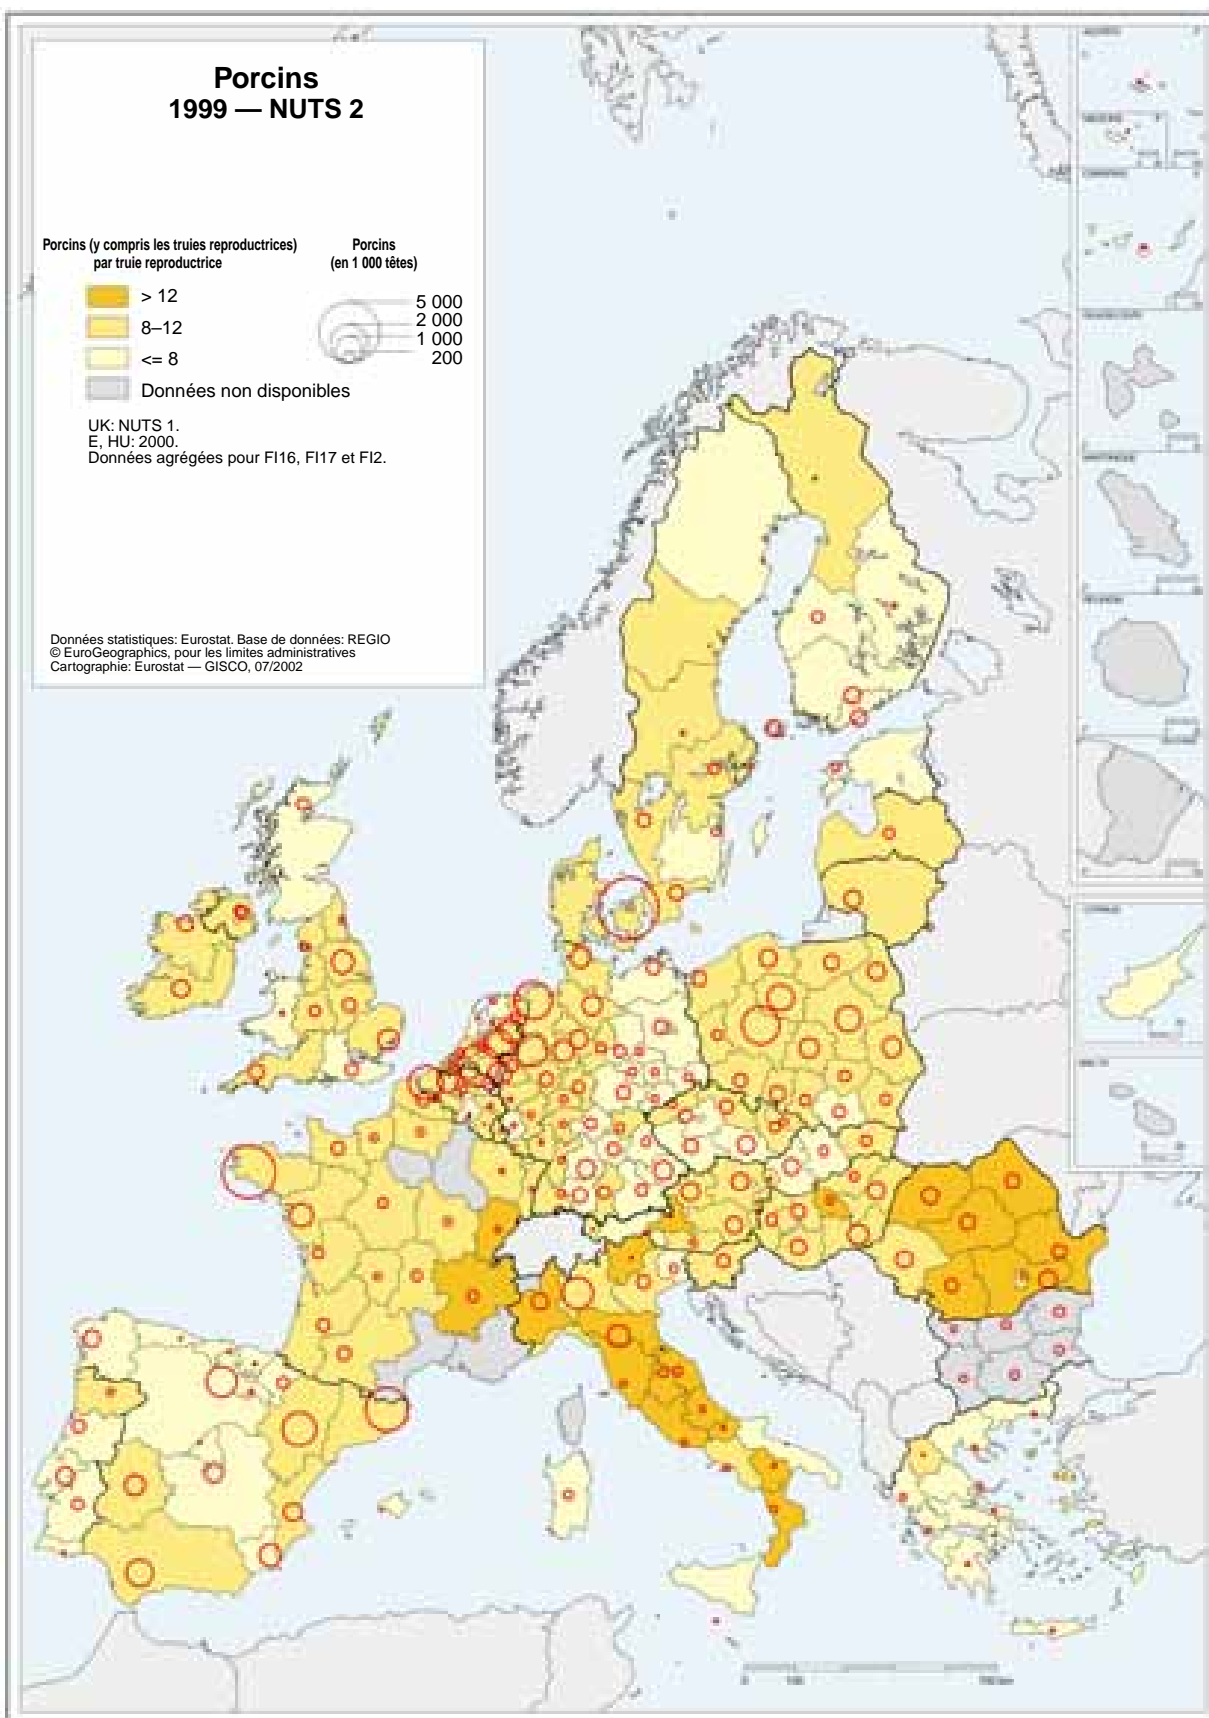 Porcins
1999 — NUTS 2
Porcins (y compris les truies reproductrices)
par truie reproductrice
Porcins
(en 1 000 têtes)
> 12
8–12
<= 8
Données non disponibles
5 000
2 000
1 000
200
UK: NUTS 1.
E, HU: 2000.
Données agrégées pour FI16, FI17 et FI2.
Données statistiques: Eurostat. Base de données: REGIO
© EuroGeographics, pour les limites administratives
Cartographie: Eurostat — GISCO, 07/2002